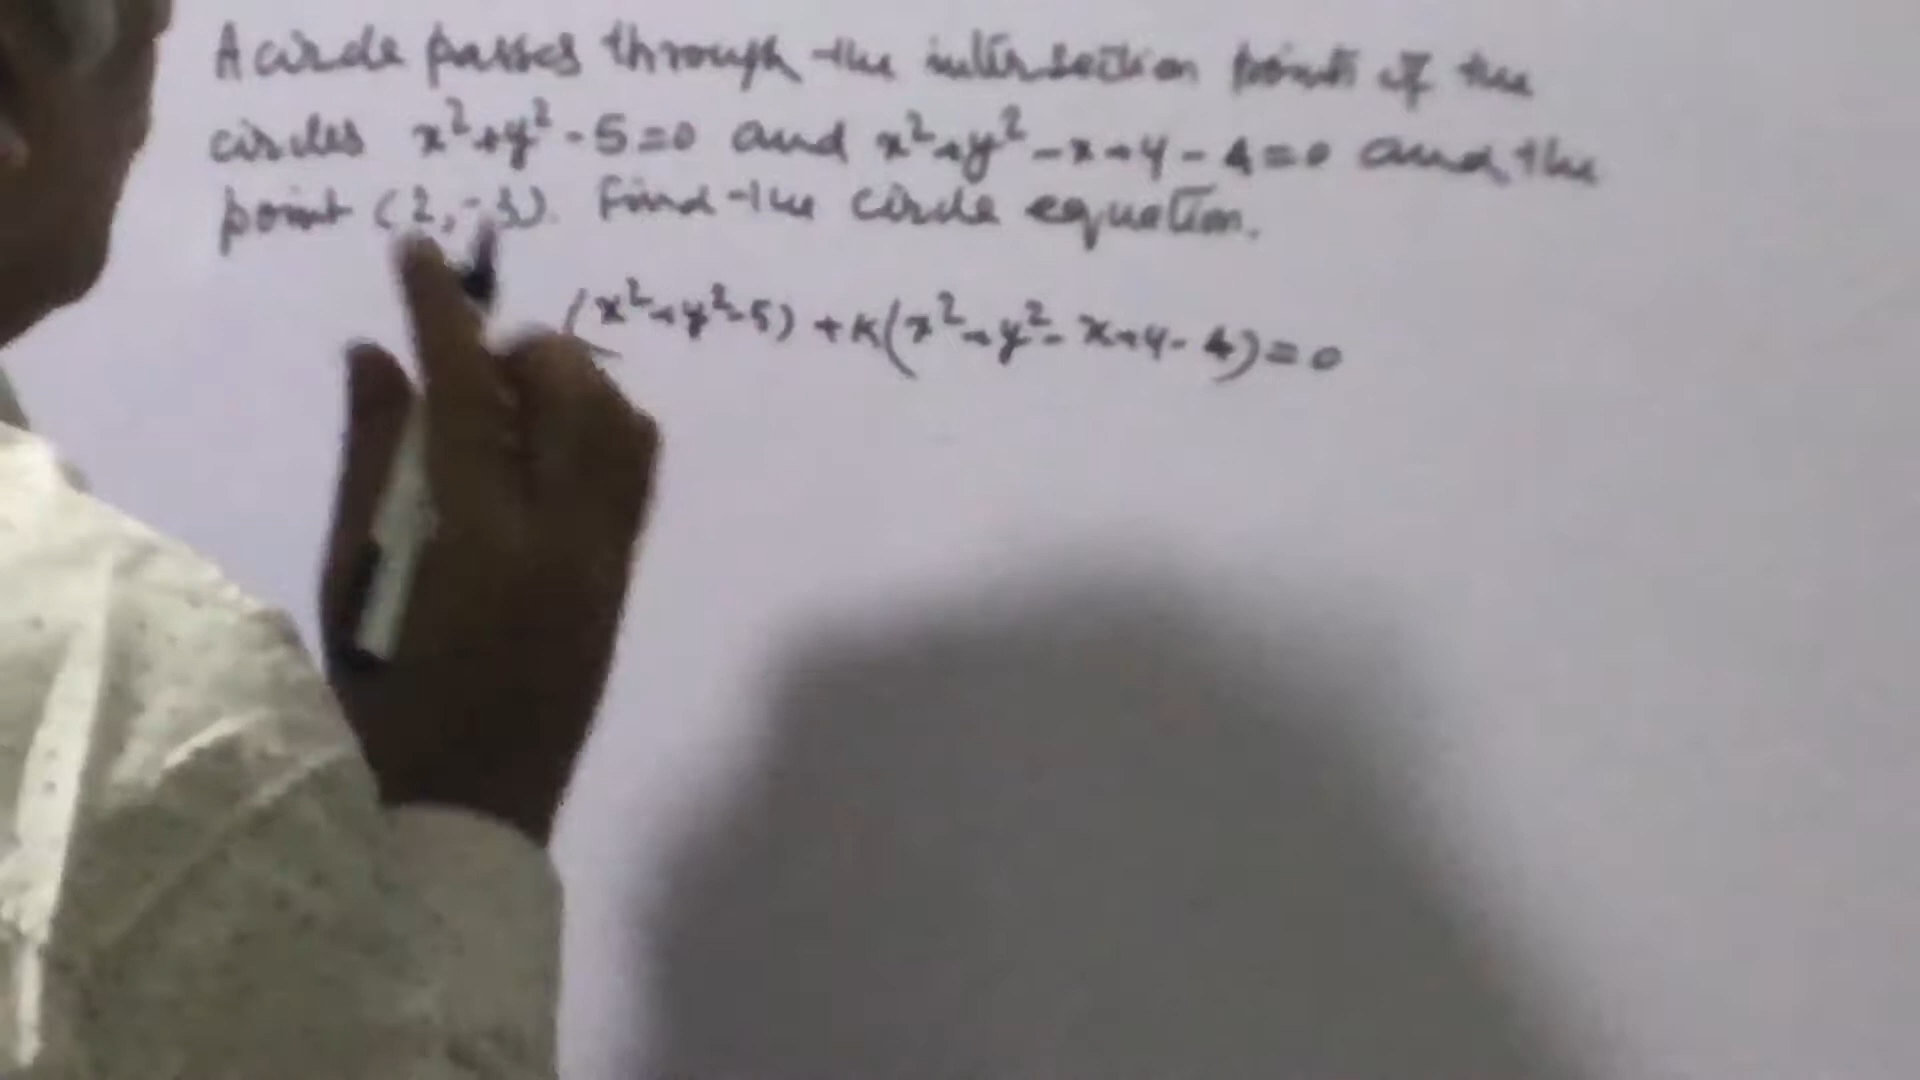 A circle passes through the intersection points of the
circles x²+y²-5=0 and x²+y²-x+y-4=0 and the
point (2,-3). Find the circle equation.
(x²+y²-5)+K(x²+y²-x+y-4)=0